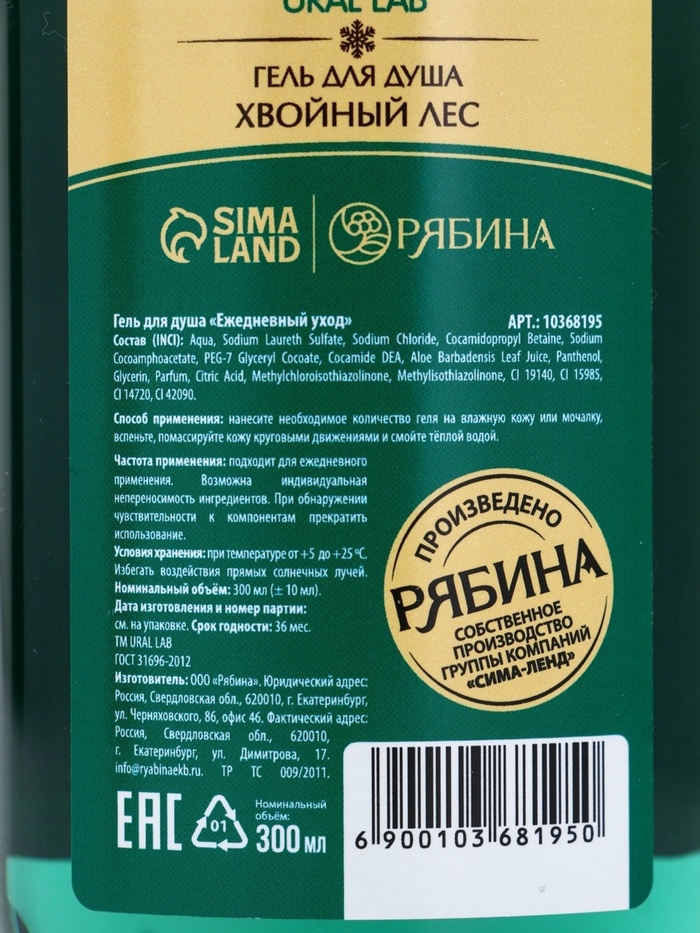 URAL LAB
ГЕЛЬ ДЛЯ ДУША
ХВОЙНЫЙ ЛЕС
SIMA
LAND
РЯБИНА
Гель для душа «Ежедневный уход» АРТ.: 10368195
Состав (INCI): Aqua, Sodium Laureth Sulfate, Sodium Chloride, Cocamidopropyl Betaine, Sodium
Cocoamphoacetate, PEG-7 Glyceryl Cocoate, Cocamide DEA, Aloe Barbadensis Leaf Juice, Panthenol,
Glycerin, Parfum, Citric Acid, Methylchloroisothiazolinone, Methylisothiazolinone, CI 19140, CI 15985,
CI 14720, CI 42090.
Способ применения: нанесите необходимое количество геля на влажную кожу или мочалку,
вспеньте, помассируйте кожу круговыми движениями и смойте тёплой водой.
Частота применения: подходит для ежедневного
применения. Возможна индивидуальная
непереносимость ингредиентов. При обнаружении
чувствительности к компонентам прекратить
использование.
Условия хранения: при температуре от +5 до +25 ºС.
Избегать воздействия прямых солнечных лучей.
Номинальный объём: 300 мл (± 10 мл).
Дата изготовления и номер партии:
см. на упаковке. Срок годности: 36 мес.
TM URAL LAB
ГОСТ 31696-2012
Изготовитель: ООО «Рябина». Юридический адрес:
Россия, Свердловская обл., 620010, г. Екатеринбург,
ул. Черняховского, 86, офис 46. Фактический адрес:
Россия, Свердловская обл., 620010,
г. Екатеринбург, ул. Димитрова, 17.
info@ryabinaekb.ru. ТР ТС 009/2011.
ПРОИЗВЕДЕНО
РЯБИНА
СОБСТВЕННОЕ
ПРОИЗВОДСТВО
ГРУППЫ КОМПАНИЙ
«СИМА-ЛЕНД»
ЕАС
01
Номинальный
объём:
300 мл
6 900103 681950